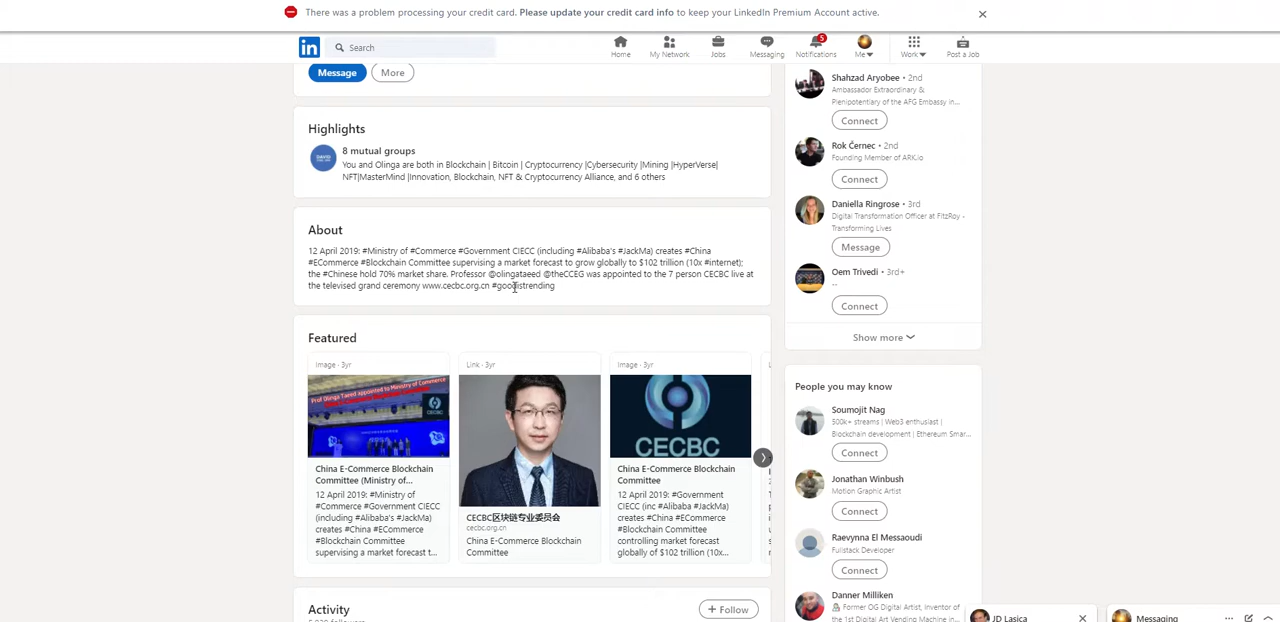 There was a problem processing your credit card. Please update your credit card info to keep your LinkedIn Premium Account active.
in
Search
Home
My Network
Jobs
Messaging
5
Notifications
Me
Work
Post a Job
Message
More
Highlights
8 mutual groups
You and Olinga are both in Blockchain | Bitcoin | Cryptocurrency |Cybersecurity |Mining |HyperVerse|
NFT|MasterMind |Innovation, Blockchain, NFT & Cryptocurrency Alliance, and 6 others
About
12 April 2019: #Ministry of #Commerce #Government CIECC (including #Alibaba's #JackMa) creates #China
#ECommerce #Blockchain Committee supervising a market forecast to grow globally to $102 trillion (10x #internet);
the #Chinese hold 70% market share. Professor @olingataeed @theCCEG was appointed to the 7 person CECBC live at
the televised grand ceremony www.cecbc.org.cn #goodistrending
Featured
Image · 3yr
Prof Olinga Taeed appointed to Ministry of Commerce
CECBC
China E-Commerce Blockchain
Committee (Ministry of...
12 April 2019: #Ministry of
#Commerce #Government
CIECC (including #Alibaba's
#JackMa) creates #China
#ECommerce #Blockchain
Committee supervising a
market forecast t...
Link · 3yr
CECBC区块链专业委员会
cecbc.org.cn
China E-Commerce Blockchain
Committee
Image · 3yr
CECBC
China E-Commerce Blockchain
Committee
12 April 2019: #Government
CIECC (inc #Alibaba #JackMa)
creates #China #ECommerce
#Blockchain Committee
controlling market forecast
globally of $102 trillion (10x...
Activity
+ Follow
Shahzad Aryobee • 2nd
Ambassador Extraordinary &
Plenipotentiary of the AFG Embassy in...
Connect
Rok Černec • 2nd
Founding Member of ARK.io
Connect
Daniella Ringrose • 3rd
Digital Transformation Officer at FitzRoy -
Transforming Lives
Message
Oem Trivedi • 3rd+
--
Connect
Show more
People you may know
Soumojit Nag
500k+ streams | Web3 enthusiast |
Blockchain development | Ethereum Smar...
Connect
Jonathan Winbush
Motion Graphic Artist
Connect
Raevynna El Messaoudi
Fullstack Developer
Connect
Danner Milliken
Former OG Digital Artist, Inventor of
the 1st Digital Art Vending Machine in...
JD Lasica
Messaging